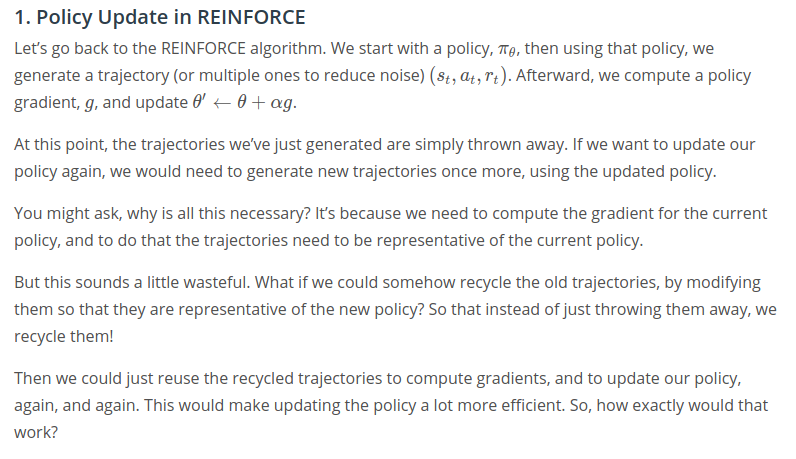 1. Policy Update in REINFORCE
Let's go back to the REINFORCE algorithm. We start with a policy, πθ, then using that policy, we
generate a trajectory (or multiple ones to reduce noise) (st, at, rt). Afterward, we compute a policy
gradient, g, and update θ′ ← θ + αg.
At this point, the trajectories we've just generated are simply thrown away. If we want to update our
policy again, we would need to generate new trajectories once more, using the updated policy.
You might ask, why is all this necessary? It's because we need to compute the gradient for the current
policy, and to do that the trajectories need to be representative of the current policy.
But this sounds a little wasteful. What if we could somehow recycle the old trajectories, by modifying
them so that they are representative of the new policy? So that instead of just throwing them away, we
recycle them!
Then we could just reuse the recycled trajectories to compute gradients, and to update our policy,
again, and again. This would make updating the policy a lot more efficient. So, how exactly would that
work?